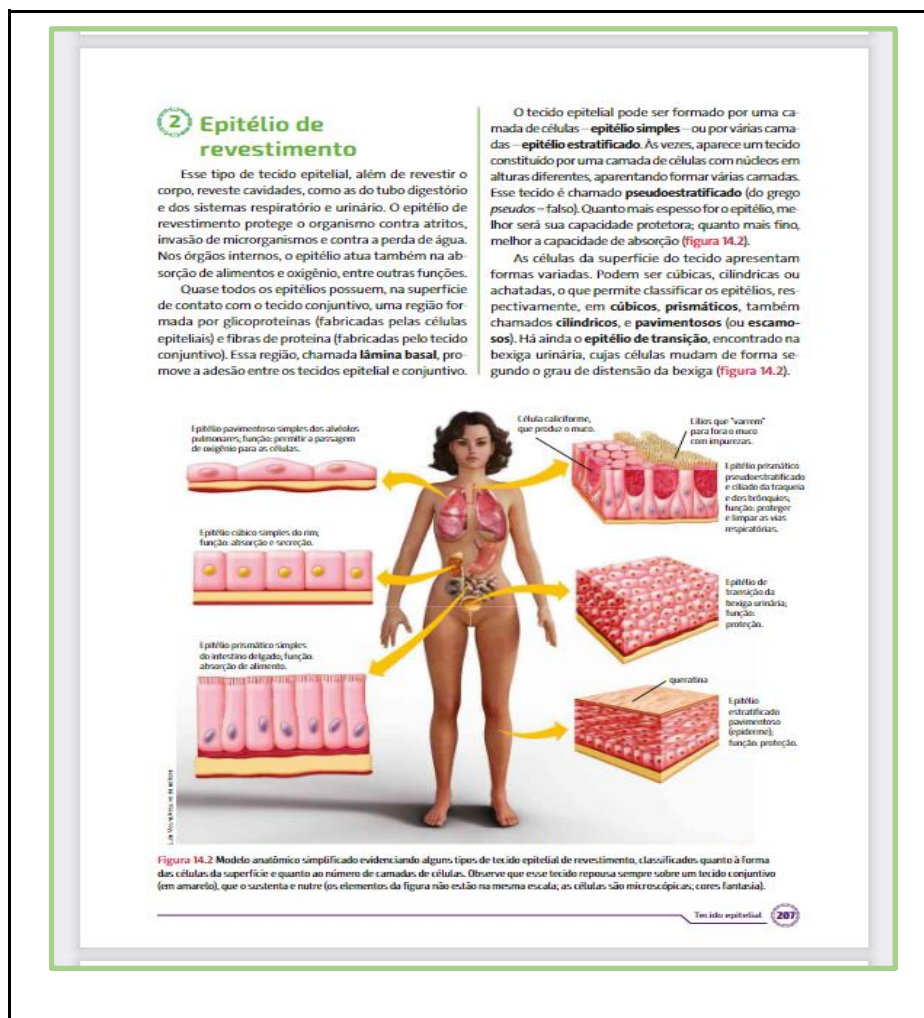 2 Epitélio de
revestimento
Esse tipo de tecido epitelial, além de revestir o
corpo, reveste cavidades, como as do tubo digestório
e dos sistemas respiratório e urinário. O epitélio de
revestimento protege o organismo contra atritos,
invasão de microrganismos e contra a perda de água.
Nos órgãos internos, o epitélio atua também na ab-
sorção de alimentos e oxigênio, entre outras funções.
Quase todos os epitélios possuem, na superfície
de contato com o tecido conjuntivo, uma região for-
mada por glicoproteínas (fabricadas pelas células
epiteliais) e fibras de proteína (fabricadas pelo tecido
conjuntivo). Essa região, chamada lâmina basal, pro-
move a adesão entre os tecidos epitelial e conjuntivo.
O tecido epitelial pode ser formado por uma ca-
mada de células – epitélio simples – ou por várias cama-
das – epitélio estratificado. Às vezes, aparece um tecido
constituído por uma camada de células com núcleos em
alturas diferentes, aparentando formar várias camadas.
Esse tecido é chamado pseudoestratificado (do grego
pseudos – falso). Quanto mais espesso for o epitélio, me-
lhor será sua capacidade protetora; quanto mais fino,
melhor a capacidade de absorção (figura 14.2).
As células da superfície do tecido apresentam
formas variadas. Podem ser cúbicas, cilíndricas ou
achatadas, o que permite classificar os epitélios, res-
pectivamente, em cúbicos, prismáticos, também
chamados cilíndricos, e pavimentosos (ou escamo-
sos). Há ainda o epitélio de transição, encontrado na
bexiga urinária, cujas células mudam de forma se-
gundo o grau de distensão da bexiga (figura 14.2).
Epitélio pavimentoso simples dos alvéolos
pulmonares; função: permitir a passagem
de oxigênio para as células.
Célula caliciforme,
que produz o muco.
Cílios que "varrem"
para fora o muco
com impurezas.
Epitélio prismático
pseudoestratificado
e ciliado da traqueia
e dos brônquios;
função: proteger
e limpar as vias
respiratórias.
Epitélio cúbico simples do rim;
função: absorção e secreção.
Epitélio de
transição da
bexiga urinária;
função:
proteção.
Epitélio prismático simples
do intestino delgado; função:
absorção de alimento.
queratina
Epitélio
estratificado
pavimentoso
(epiderme);
função: proteção.
Figura 14.2 Modelo anatômico simplificado evidenciando alguns tipos de tecido epitelial de revestimento, classificados quanto à forma
das células da superfície e quanto ao número de camadas de células. Observe que esse tecido repousa sempre sobre um tecido conjuntivo
(em amarelo), que o sustenta e nutre (os elementos da figura não estão na mesma escala; as células são microscópicas; cores fantasia).
Tecido epitelial 207